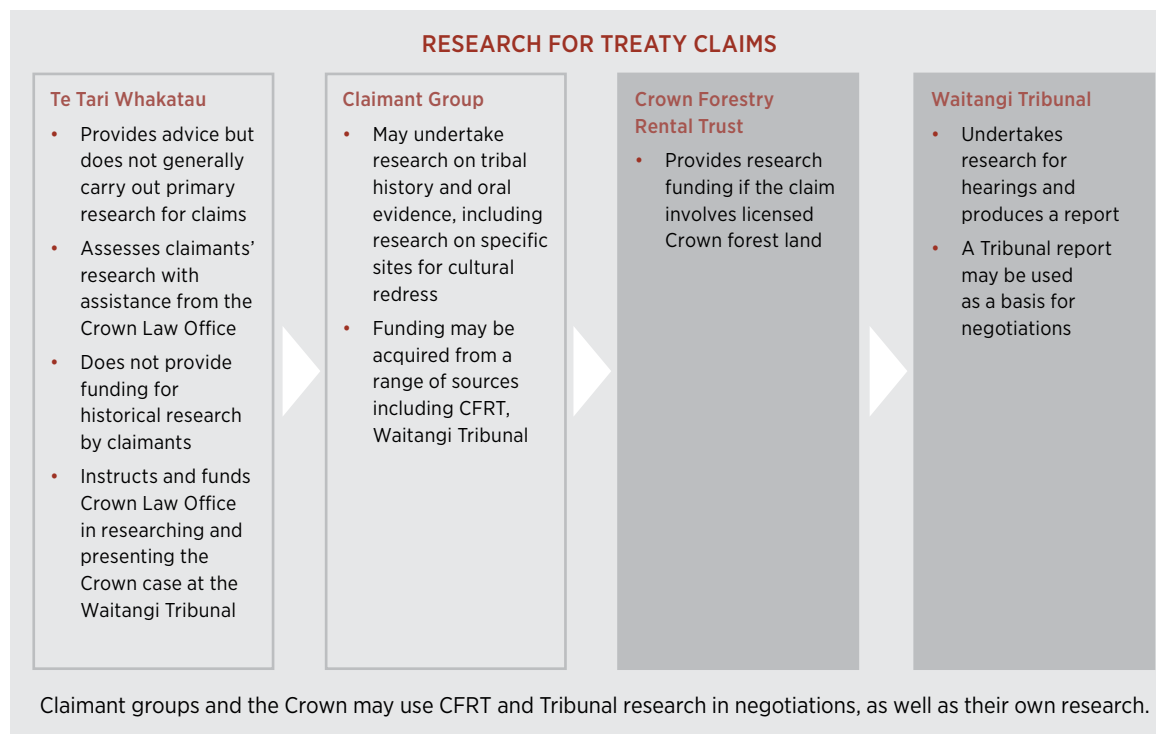 RESEARCH FOR TREATY CLAIMS
Te Tari Whakatau
• Provides advice but
does not generally
carry out primary
research for claims
• Assesses claimants’
research with
assistance from the
Crown Law Office
• Does not provide
funding for
historical research
by claimants
• Instructs and funds
Crown Law Office
in researching and
presenting the
Crown case at the
Waitangi Tribunal
Claimant Group
• May undertake
research on tribal
history and oral
evidence, including
research on specific
sites for cultural
redress
• Funding may be
acquired from a
range of sources
including CFRT,
Waitangi Tribunal
Crown Forestry
Rental Trust
• Provides research
funding if the claim
involves licensed
Crown forest land
Waitangi Tribunal
• Undertakes
research for
hearings and
produces a report
• A Tribunal report
may be used
as a basis for
negotiations
Claimant groups and the Crown may use CFRT and Tribunal research in negotiations, as well as their own research.